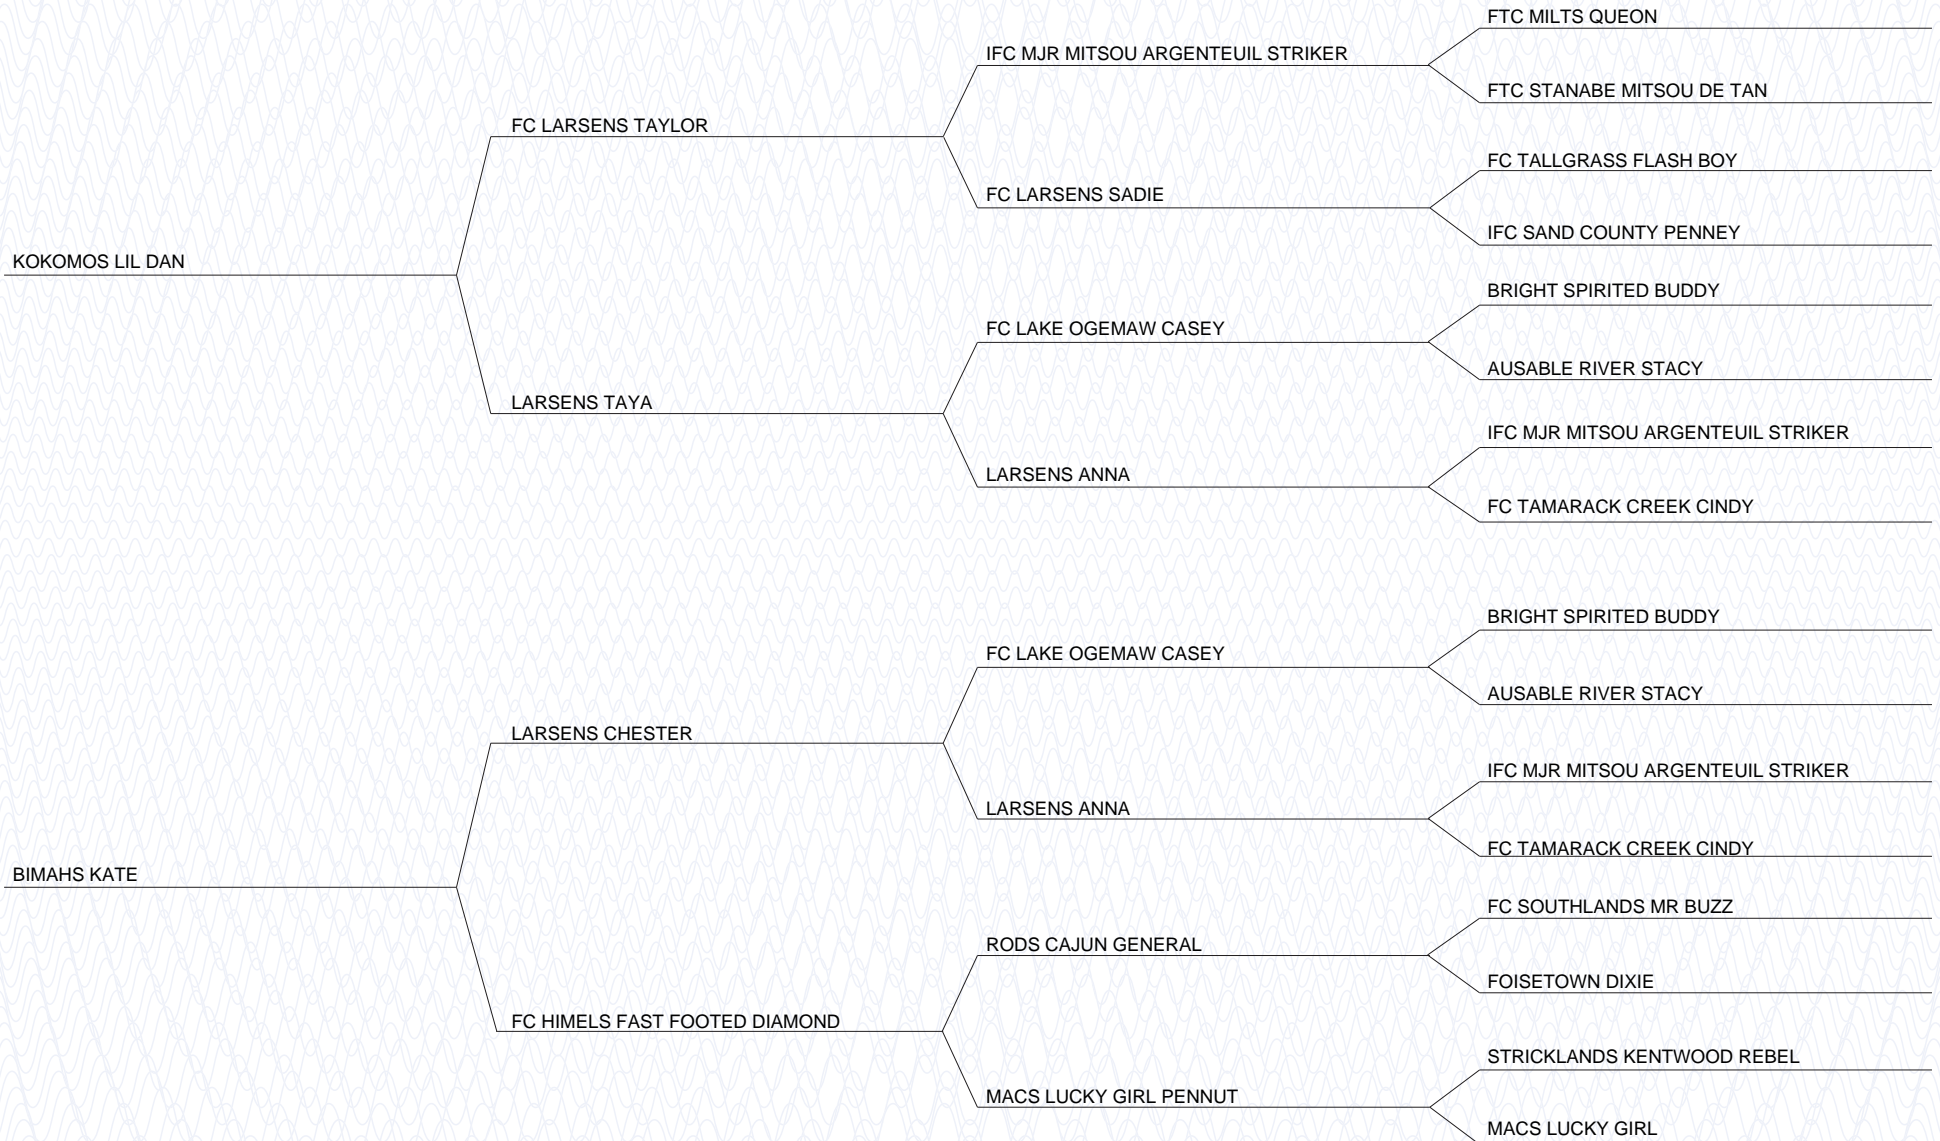 FTC MILTS QUEON
IFC MJR MITSOU ARGENTEUIL STRIKER
FTC STANABE MITSOU DE TAN
FC LARSENS TAYLOR
FC TALLGRASS FLASH BOY
FC LARSENS SADIE
IFC SAND COUNTY PENNEY
KOKOMOS LIL DAN
BRIGHT SPIRITED BUDDY
FC LAKE OGEMAW CASEY
AUSABLE RIVER STACY
LARSENS TAYA
IFC MJR MITSOU ARGENTEUIL STRIKER
LARSENS ANNA
FC TAMARACK CREEK CINDY
BRIGHT SPIRITED BUDDY
FC LAKE OGEMAW CASEY
AUSABLE RIVER STACY
LARSENS CHESTER
IFC MJR MITSOU ARGENTEUIL STRIKER
LARSENS ANNA
FC TAMARACK CREEK CINDY
BIMAHS KATE
FC SOUTHLANDS MR BUZZ
RODS CAJUN GENERAL
FOISETOWN DIXIE
FC HIMELS FAST FOOTED DIAMOND
STRICKLANDS KENTWOOD REBEL
MACS LUCKY GIRL PENNUT
MACS LUCKY GIRL